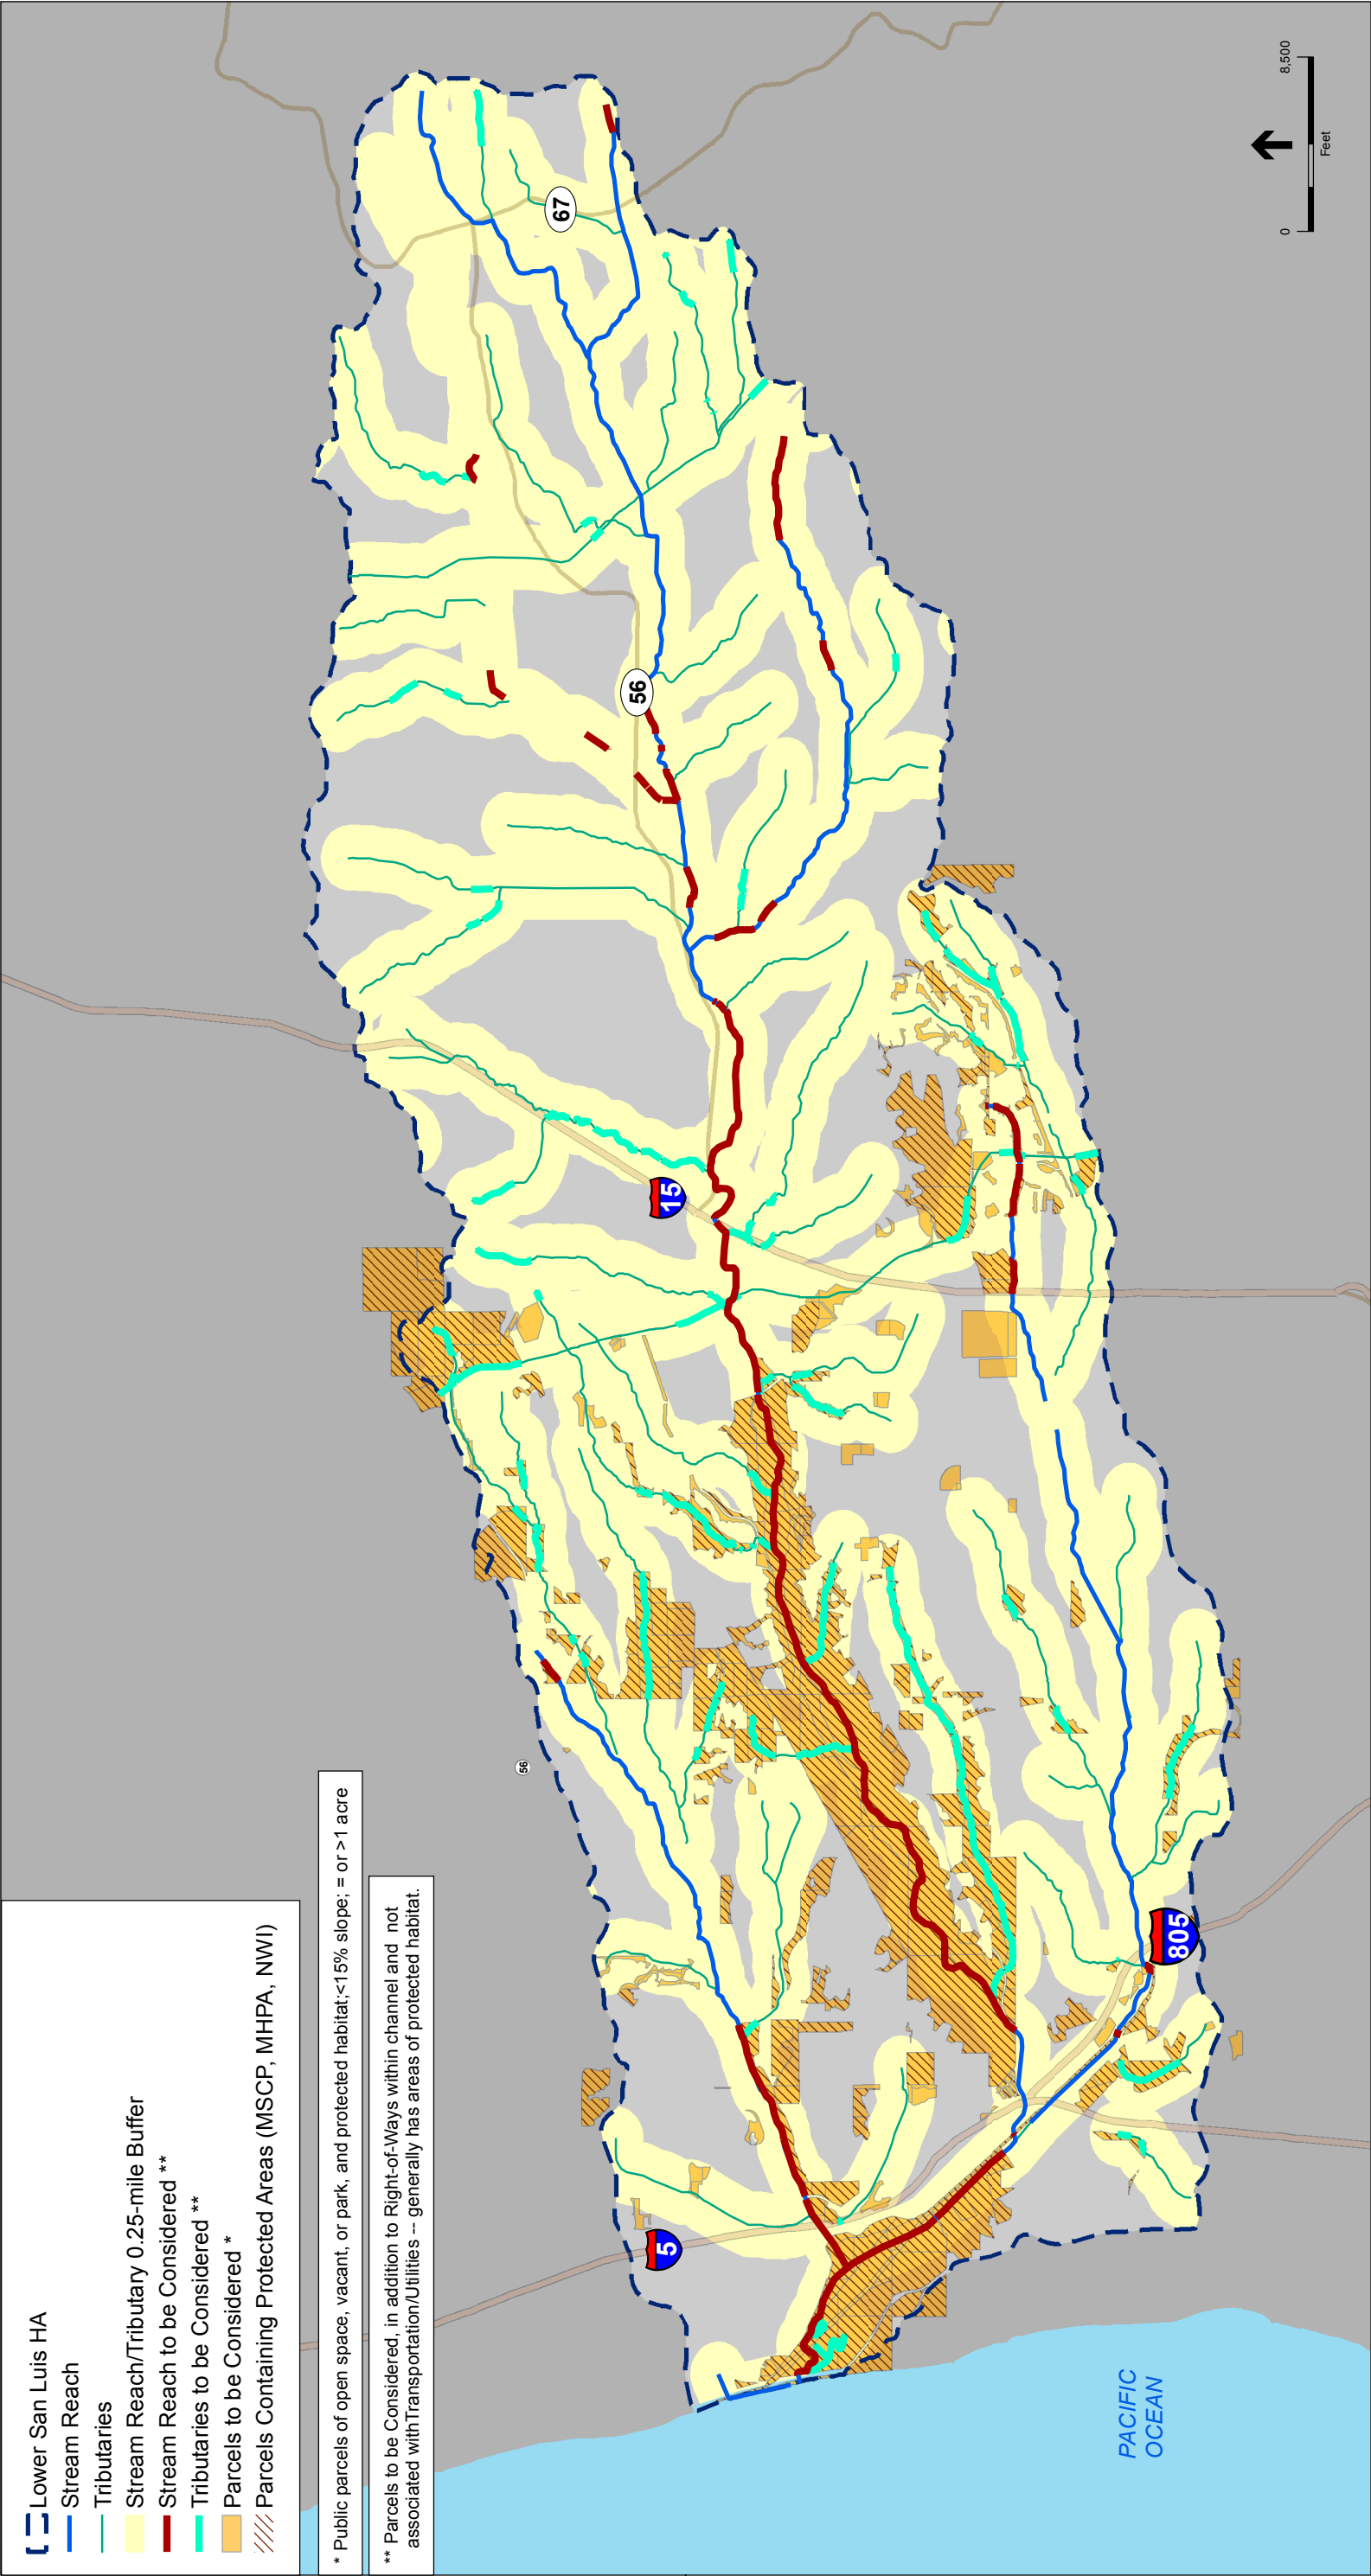 Lower San Luis HA
Stream Reach
Tributaries
Stream Reach/Tributary 0.25-mile Buffer
Stream Reach to be Considered **
Tributaries to be Considered **
Parcels to be Considered *
Parcels Containing Protected Areas (MSCP, MHPA, NWI)
* Public parcels of open space, vacant, or park, and protected habitat;<15% slope; = or >1 acre
** Parcels to be Considered, in addition to Right-of-Ways within channel and not
associated withTransportation/Utilities -- generally has areas of protected habitat.
56
5
15
56
67
805
PACIFIC
OCEAN
0
8,500
Feet